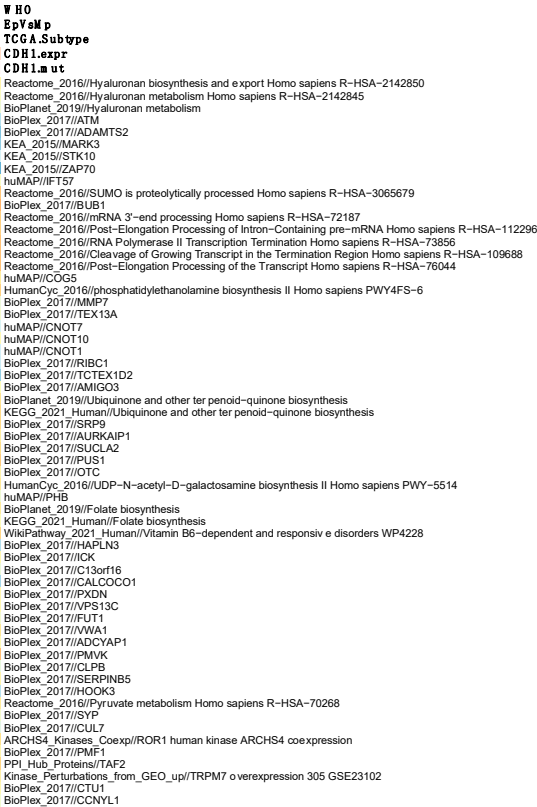 WHO
EpVsMp
TCGA.Subtype
CDH1.expr
CDH1.mut
Reactome_2016//Hyaluronan biosynthesis and export Homo sapiens R−HSA−2142850
Reactome_2016//Hyaluronan metabolism Homo sapiens R−HSA−2142845
BioPlanet_2019//Hyaluronan metabolism
BioPlex_2017//ATM
BioPlex_2017//ADAMTS2
KEA_2015//MARK3
KEA_2015//STK10
KEA_2015//ZAP70
huMAP//IFT57
Reactome_2016//SUMO is proteolytically processed Homo sapiens R−HSA−3065679
BioPlex_2017//BUB1
Reactome_2016//mRNA 3'−end processing Homo sapiens R−HSA−72187
Reactome_2016//Post−Elongation Processing of Intron−Containing pre−mRNA Homo sapiens R−HSA−112296
Reactome_2016//RNA Polymerase II Transcription Termination Homo sapiens R−HSA−73856
Reactome_2016//Cleavage of Growing Transcript in the Termination Region Homo sapiens R−HSA−109688
Reactome_2016//Post−Elongation Processing of the Transcript Homo sapiens R−HSA−76044
huMAP//COG5
HumanCyc_2016//phosphatidylethanolamine biosynthesis II Homo sapiens PWY4FS−6
BioPlex_2017//MMP7
BioPlex_2017//TEX13A
huMAP//CNOT7
huMAP//CNOT10
huMAP//CNOT1
BioPlex_2017//RIBC1
BioPlex_2017//TCTEX1D2
BioPlex_2017//AMIGO3
BioPlanet_2019//Ubiquinone and other ter penoid−quinone biosynthesis
KEGG_2021_Human//Ubiquinone and other ter penoid−quinone biosynthesis
BioPlex_2017//SRP9
BioPlex_2017//AURKAIP1
BioPlex_2017//SUCLA2
BioPlex_2017//PUS1
BioPlex_2017//OTC
HumanCyc_2016//UDP−N−acetyl−D−galactosamine biosynthesis II Homo sapiens PWY−5514
huMAP//PHB
BioPlanet_2019//Folate biosynthesis
KEGG_2021_Human//Folate biosynthesis
WikiPathway_2021_Human//Vitamin B6−dependent and responsiv e disorders WP4228
BioPlex_2017//HAPLN3
BioPlex_2017//ICK
BioPlex_2017//C13orf16
BioPlex_2017//CALCOCO1
BioPlex_2017//PXDN
BioPlex_2017//VPS13C
BioPlex_2017//FUT1
BioPlex_2017//VWA1
BioPlex_2017//ADCYAP1
BioPlex_2017//PMVK
BioPlex_2017//CLPB
BioPlex_2017//SERPINB5
BioPlex_2017//HOOK3
Reactome_2016//Pyruvate metabolism Homo sapiens R−HSA−70268
BioPlex_2017//SYP
BioPlex_2017//CUL7
ARCHS4_Kinases_Coexp//ROR1 human kinase ARCHS4 coexpression
BioPlex_2017//PMF1
PPI_Hub_Proteins//TAF2
Kinase_Perturbations_from_GEO_up//TRPM7 o verexpression 305 GSE23102
BioPlex_2017//CTU1
BioPlex_2017//CCNYL1